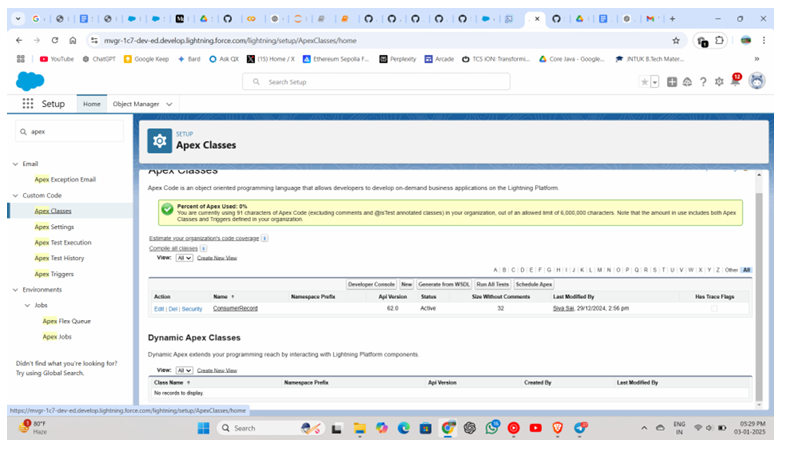 G
mvgr-1c7-dev-ed.develop.lightning.force.com/lightning/setup/ApexClasses/home
YouTube ChatGPT Google Keep Bard Ask QX (15) Home / X Ethereum Sepolia F... Perplexity Arcade TCS iON :Transformi... Core Java - Google... JNTUK B.Tech Mater...
Search Setup
Setup Home Object Manager
apex
Email
Apex Exception Email
Custom Code
Apex Classes
Apex Settings
Apex Test Execution
Apex Test History
Apex Triggers
Environments
Jobs
Apex Flex Queue
Apex Jobs
Didn't find what you're looking for?
Try using Global Search.
SETUP
Apex Classes
Apex Classes
Apex Code is an object oriented programming language that allows developers to develop on-demand business applications on the Lightning Platform.
Percent of Apex Used: 0%
You are currently using 91 characters of Apex Code (excluding comments and @isTest annotated classes) in your organization, out of an allowed limit of 6,000,000 characters. Note that the amount in use includes both Apex
Classes and Triggers defined in your organization.
Estimate your organization's code coverage i
Compile all classes i
View: All Create New View
A | B | C | D | E | F | G | H | I | J | K | L | M | N | O | P | Q | R | S | T | U | V | W | X | Y | Z | Other All
Developer Console New Generate from WSDL Run All Tests Schedule Apex
Action Name ↑ Namespace Prefix Api Version Status Size Without Comments Last Modified By Has Trace Flags
Edit | Del | Security ConsumerRecord 62.0 Active 32 Siva Sai, 29/12/2024, 2:56 pm
Dynamic Apex Classes
Dynamic Apex extends your programming reach by interacting with Lightning Platform components.
View: All Create New View
Class Name ↑ Namespace Prefix Api Version Created By Last Modified By
No records to display.
https://mvgr-1c7-dev-ed.develop.lightning.force.com/lightning/setup/ApexClasses/home
80°F
Haze
Search
ENG
IN
03:29 PM
03-01-2025